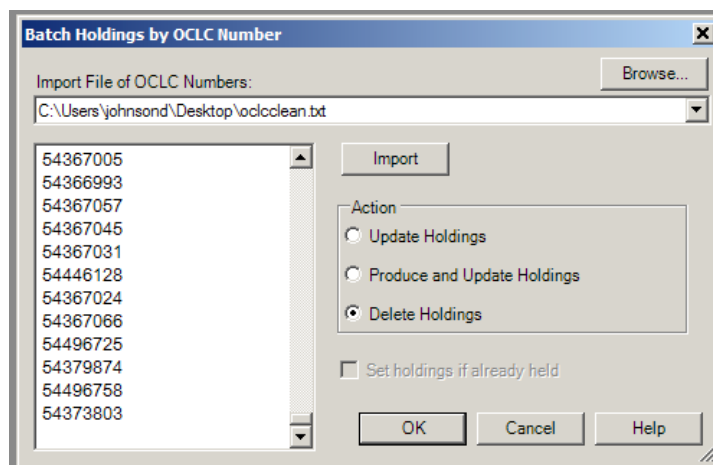 Batch Holdings by OCLC Number
Import File of OCLC Numbers:
Browse...
C:\Users\johnsond\Desktop\oclcclean.txt
54367005
54366993
54367057
54367045
54367031
54446128
54367024
54367066
54496725
54379874
54496758
54373803
Import
Action
Update Holdings
Produce and Update Holdings
Delete Holdings
Set holdings if already held
OK
Cancel
Help